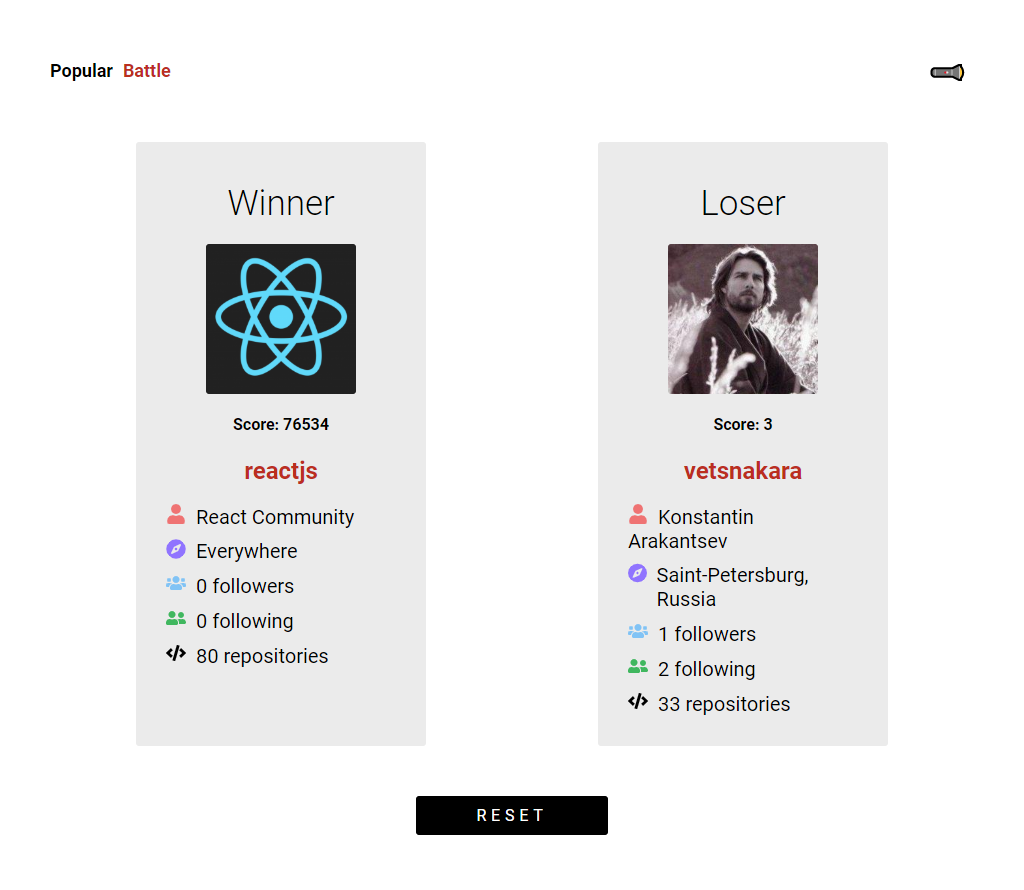 Popular Battle
Winner
Score: 76534
reactjs
React Community
Everywhere
0 followers
0 following
80 repositories
Loser
Score: 3
vetsnakara
Konstantin
Arakantsev
Saint-Petersburg,
Russia
1 followers
2 following
33 repositories
RESET